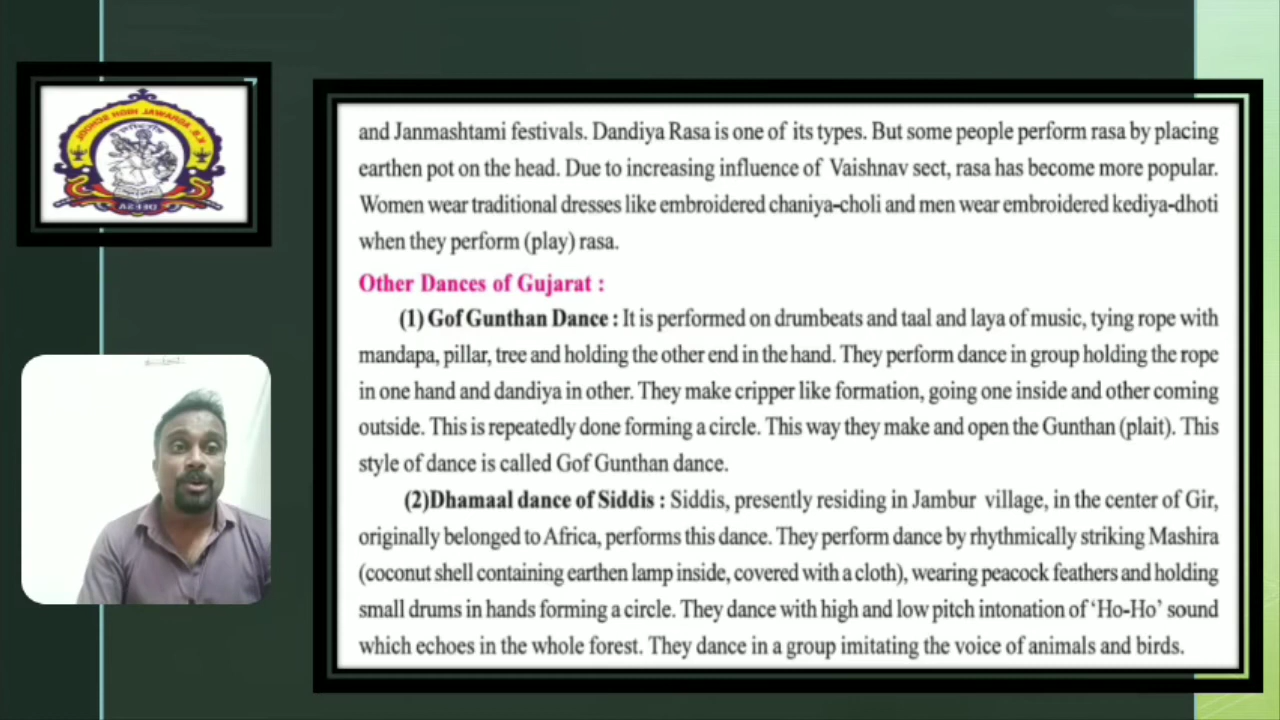 K.R. AGRAWAL HIGH SCHOOL
and Janmashtami festivals. Dandiya Rasa is one of its types. But some people perform rasa by placing
earthen pot on the head. Due to increasing influence of Vaishnav sect, rasa has become more popular.
Women wear traditional dresses like embroidered chaniya-choli and men wear embroidered kediya-dhoti
when they perform (play) rasa.
Other Dances of Gujarat :
(1) Gof Gunthan Dance : It is performed on drumbeats and taal and laya of music, tying rope with
mandapa, pillar, tree and holding the other end in the hand. They perform dance in group holding the rope
in one hand and dandiya in other. They make cripper like formation, going one inside and other coming
outside. This is repeatedly done forming a circle. This way they make and open the Gunthan (plait). This
style of dance is called Gof Gunthan dance.
(2)Dhamaal dance of Siddis : Siddis, presently residing in Jambur village, in the center of Gir,
originally belonged to Africa, performs this dance. They perform dance by rhythmically striking Mashira
(coconut shell containing earthen lamp inside, covered with a cloth), wearing peacock feathers and holding
small drums in hands forming a circle. They dance with high and low pitch intonation of ‘Ho-Ho’ sound
which echoes in the whole forest. They dance in a group imitating the voice of animals and birds.